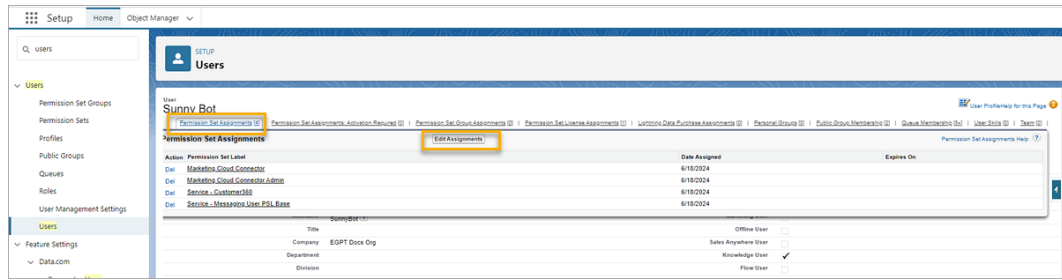 Setup
Home
Object Manager
users
SETUP
Users
Users
Permission Set Groups
Permission Sets
Profiles
Public Groups
Queues
Roles
User Management Settings
Users
Feature Settings
Data.com
User
Sunny Bot
User Profile Help for this Page
Permission Set Assignments [4] | Permission Set Assignments: Activation Required [0] | Permission Set Group Assignments [0] | Permission Set License Assignments [1] | Lightning Data Purchase Assignments [0] | Personal Groups [0] | Public Group Membership [2] | Queue Membership [5+] | User Skills [0] | Team [0] |
Permission Set Assignments
Edit Assignments
Permission Set Assignments Help
Action Permission Set Label Date Assigned Expires On
Del Marketing Cloud Connector 6/18/2024
Del Marketing Cloud Connector Admin 6/18/2024
Del Service - Customer360 6/18/2024
Del Service - Messaging User PSL Base 6/18/2024
SunnyBot
Title Offline User
Company EGPT Docs Org Sales Anywhere User
Department Knowledge User
Division Flow User